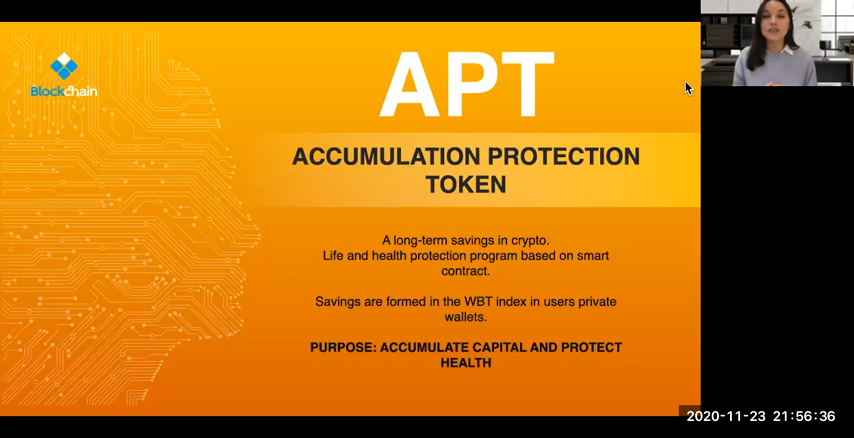 BlockChain
APT
ACCUMULATION PROTECTION
TOKEN
A long-term savings in crypto.
Life and health protection program based on smart
contract.
Savings are formed in the WBT index in users private
wallets.
PURPOSE: ACCUMULATE CAPITAL AND PROTECT
HEALTH
2020-11-23 21:56:36